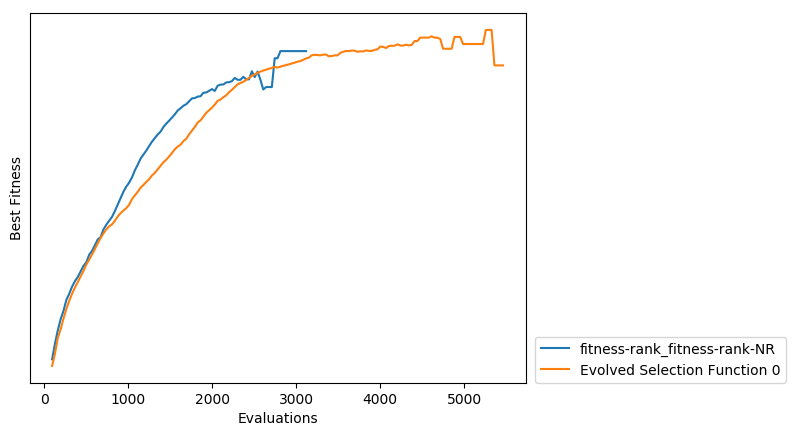 Best Fitness
0 1000 2000 3000 4000 5000
Evaluations
fitness-rank_fitness-rank-NR
Evolved Selection Function 0